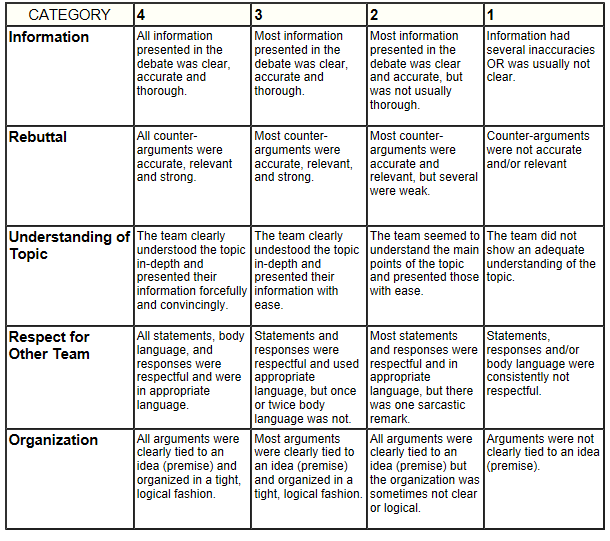 CATEGORY 4 3 2 1
Information
All information
presented in the
debate was clear,
accurate and
thorough.
Most information
presented in the
debate was clear,
accurate and
thorough.
Most information
presented in the
debate was clear
and accurate, but
was not usually
thorough.
Information had
several inaccuracies
OR was usually not
clear.
Rebuttal
All counter-
arguments were
accurate, relevant
and strong.
Most counter-
arguments were
accurate, relevant,
and strong.
Most counter-
arguments were
accurate and
relevant, but several
were weak.
Counter-arguments
were not accurate
and/or relevant
Understanding of
Topic
The team clearly
understood the topic
in-depth and
presented their
information forcefully
and convincingly.
The team clearly
undestood the topic
in-depth and
presented their
information with
ease.
The team seemed to
understand the main
points of the topic
and presented those
with ease.
The team did not
show an adequate
understanding of the
topic.
Respect for
Other Team
All statements, body
language, and
responses were
respectful and were
in appropriate
language.
Statements and
responses were
respectful and used
appropriate
language, but once
or twice body
language was not.
Most statements
and responses were
respectful and in
appropriate
language, but there
was one sarcastic
remark.
Statements,
responses and/or
body language were
consistently not
respectful.
Organization
All arguments were
clearly tied to an
idea (premise) and
organized in a tight,
logical fashion.
Most arguments
were clearly tied to
an idea (premise)
and organized in a
tight, logical fashion.
All arguments were
clearly tied to an
idea (premise) but
the organization was
sometimes not clear
or logical.
Arguments were not
clearly tied to an idea
(premise).